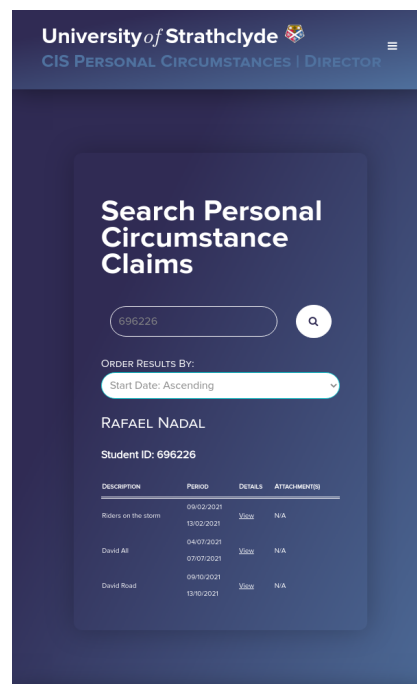 University of Strathclyde
CIS Personal Circumstances | Director
Search Personal
Circumstance
Claims
696226
Order Results By:
Start Date: Ascending
Rafael Nadal
Student ID: 696226
Description Period Details Attachment(s)
09/02/2021
Riders on the storm View N/A
13/02/2021
04/07/2021
David All View N/A
07/07/2021
09/10/2021
David Road View N/A
13/10/2021